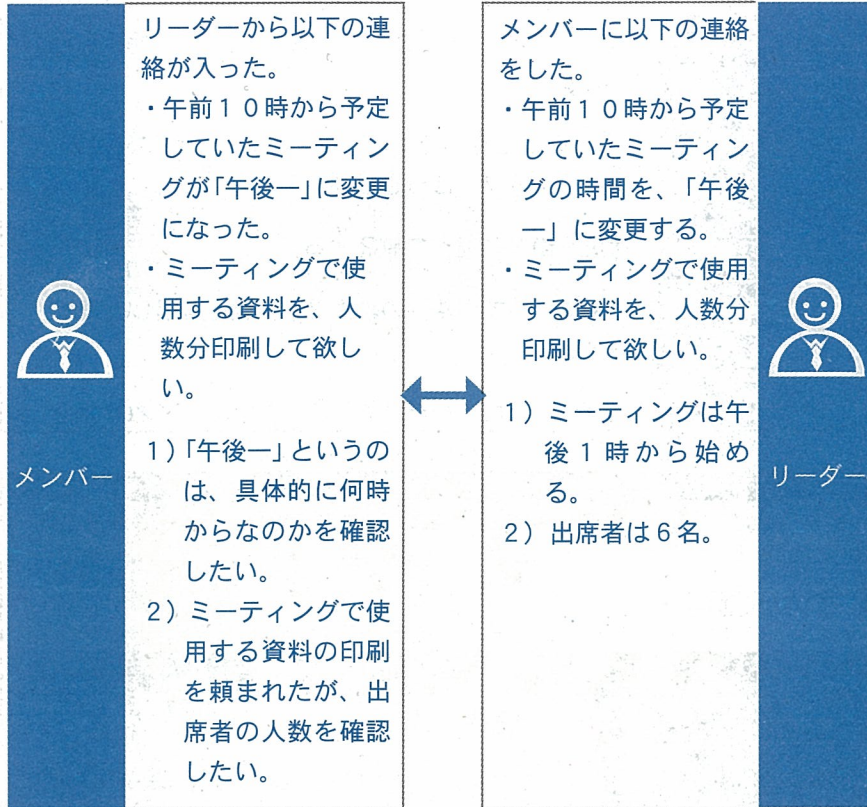 メンバー
リーダーから以下の連
絡が入った。
・午前１０時から予定
していたミーティン
グが「午後一」に変更
になった。
・ミーティングで使
用する資料を、人
数分印刷して欲し
い。
１）「午後一」というの
は、具体的に何時
からなのかを確認
したい。
２）ミーティングで使
用する資料の印刷
を頼まれたが、出
席者の人数を確認
したい。
メンバーに以下の連絡
をした。
・午前１０時から予定
していたミーティン
グの時間を、「午後
一」に変更する。
・ミーティングで使用
する資料を、人数分
印刷して欲しい。
１）ミーティングは午
後１時から始め
る。
２）出席者は６名。
リーダー